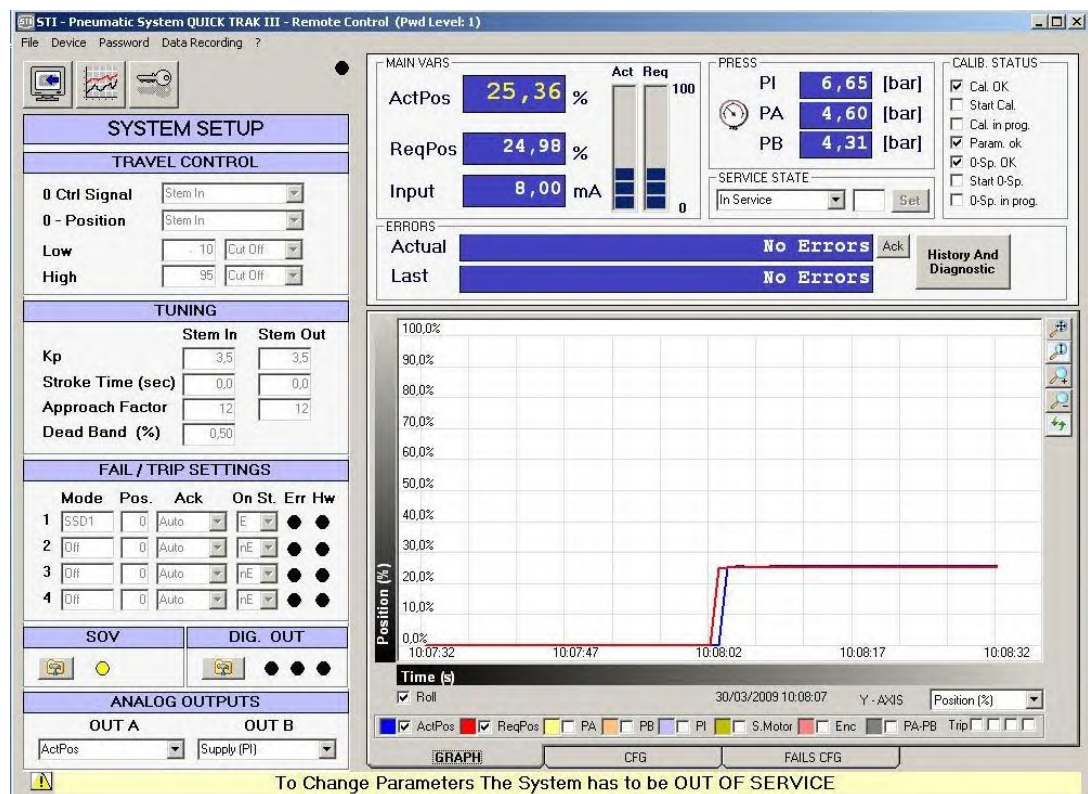 STI - Pneumatic System QUICK TRAK III - Remote Control (Pwd Level: 1)
File Device Password Data Recording ?
SYSTEM SETUP
TRAVEL CONTROL
0 Ctrl Signal Stem In
0 - Position Stem In
Low - 10 Cut Off
High 95 Cut Off
TUNING
Stem In Stem Out
Kp 3,5 3,5
Stroke Time (sec) 0,0 0,0
Approach Factor 12 12
Dead Band (%) 0,50
FAIL / TRIP SETTINGS
Mode Pos. Ack On St. Err Hw
1 SSD1 0 Auto E
2 Off 0 Auto nE
3 Off 0 Auto nE
4 Off 0 Auto nE
SOV DIG. OUT
ANALOG OUTPUTS
OUT A OUT B
ActPos Supply (PI)
MAIN VARS
Act Req
100
ActPos 25,36 %
ReqPos 24,98 %
Input 8,00 mA
0
PRESS
PI 6,65 [bar]
PA 4,60 [bar]
PB 4,31 [bar]
SERVICE STATE
In Service Set
CALIB. STATUS
Cal. OK
Start Cal.
Cal. in prog.
Param. ok
0-Sp. OK
Start 0-Sp.
0-Sp. in prog.
ERRORS
Actual No Errors Ack
Last No Errors
History And
Diagnostic
100,0%
90,0%
80,0%
70,0%
60,0%
50,0%
40,0%
30,0%
20,0%
10,0%
0,0%
Position (%)
10:07:32 10:07:47 10:08:02 10:08:17 10:08:32
Time (s)
Roll 30/03/2009 10:08:07 Y - AXIS Position (%)
ActPos ReqPos PA PB PI S.Motor Enc PA-PB Trip
GRAPH CFG FAILS CFG
To Change Parameters The System has to be OUT OF SERVICE